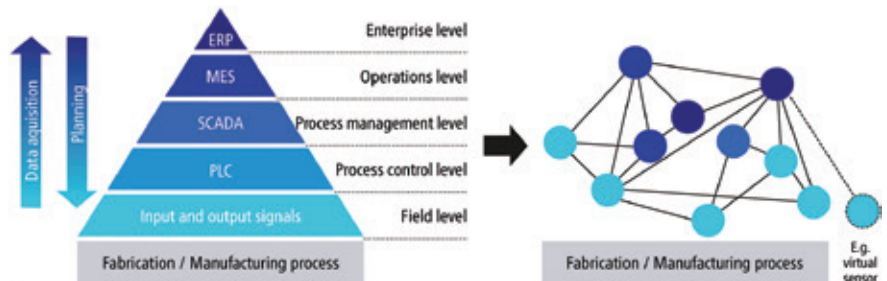 Data aquisition
Planning
ERP
Enterprise level
MES
Operations level
SCADA
Process management level
PLC
Process control level
Input and output signals
Field level
Fabrication / Manufacturing process
Fabrication / Manufacturing process
E.g.
virtual
sensor